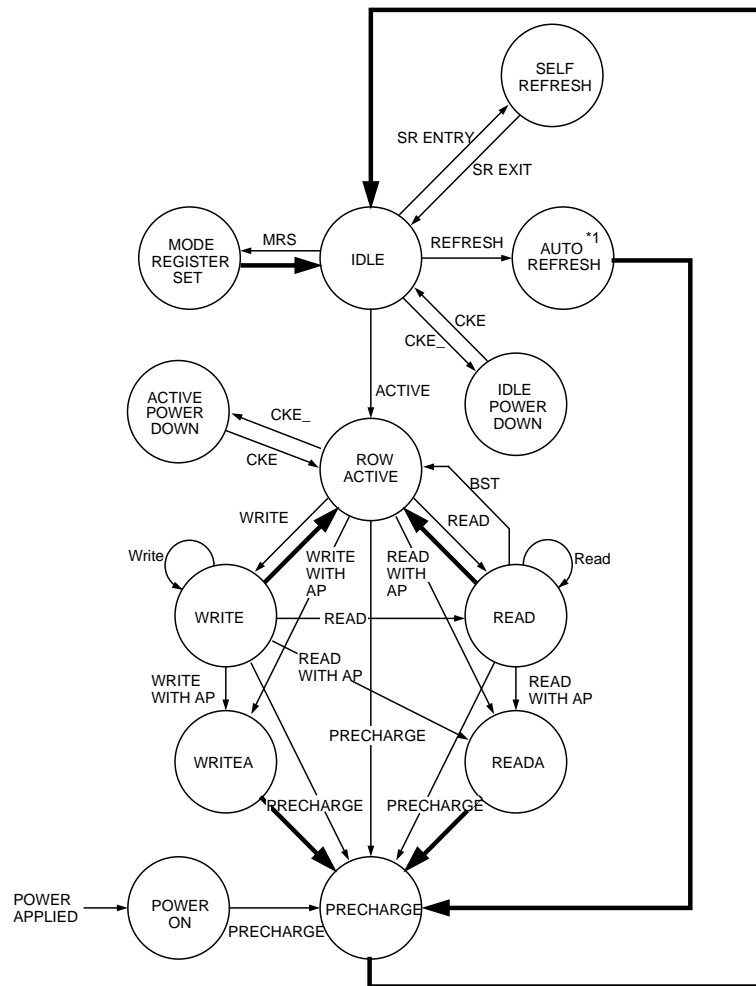 SELF
REFRESH
SR ENTRY
SR EXIT
MODE
REGISTER
SET
MRS
IDLE
REFRESH
AUTO *1
REFRESH
CKE
CKE_
IDLE
POWER
DOWN
ACTIVE
ACTIVE
POWER
DOWN
CKE_
CKE
ROW
ACTIVE
BST
WRITE
READ
Write
WRITE
WITH
AP
READ
WITH
AP
Read
WRITE
READ
READ
READ
WITH AP
WRITE
WITH AP
READ
WITH AP
WRITEA
PRECHARGE
READA
PRECHARGE
PRECHARGE
POWER
APPLIED
POWER
ON
PRECHARGE
PRECHARGE